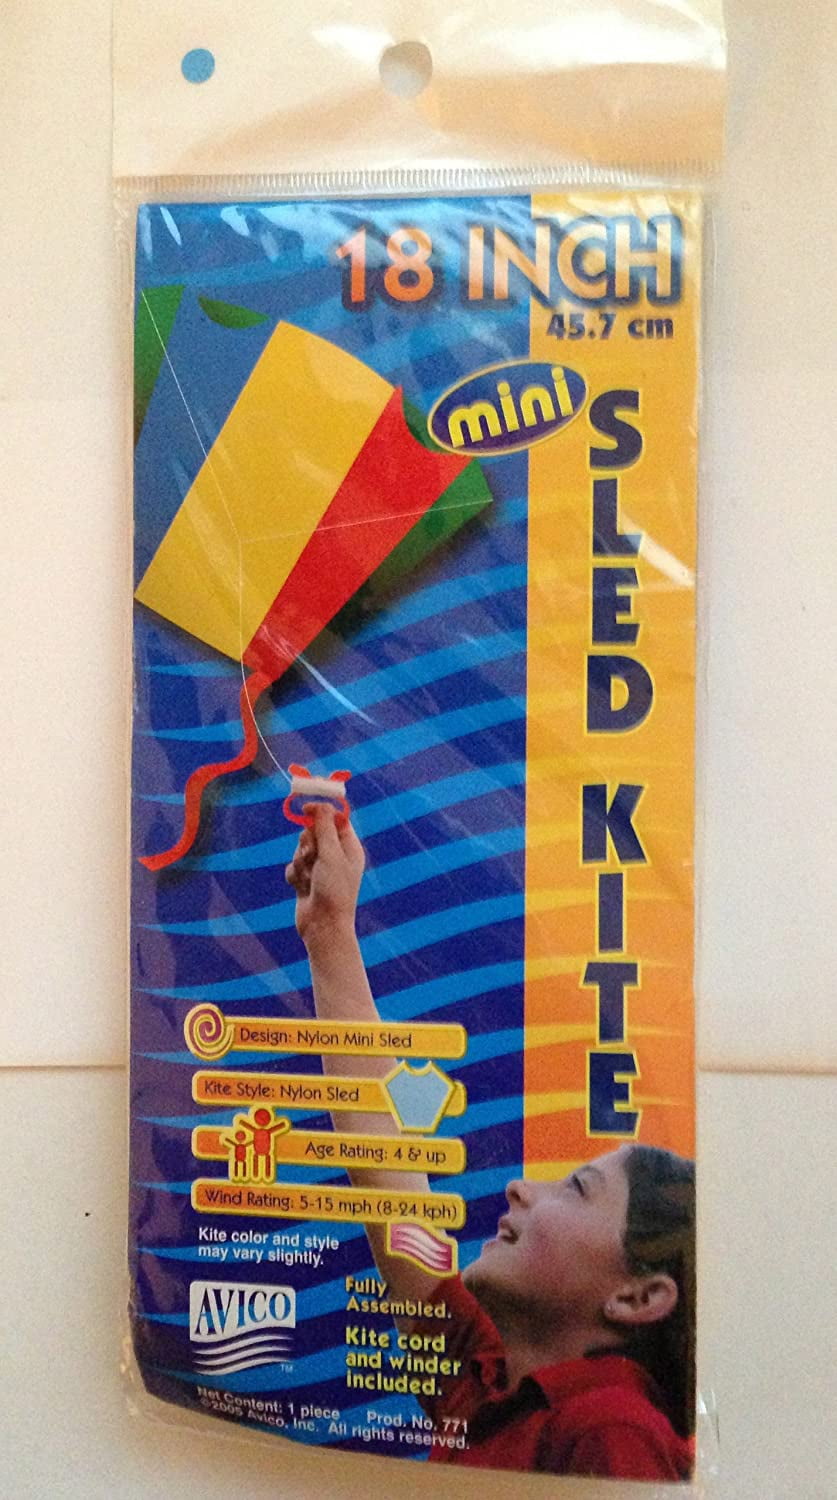 18 INCH
45.7 cm
mini
SLED KITE
Design: Nylon Mini Sled
Kite Style: Nylon Sled
Age Rating: 4 & up
Wind Rating: 5-15 mph (8-24 kph)
Kite color and style
may vary slightly.
AVICO
TM
Fully
Assembled.
Kite cord
and winder
included.
Net Content: 1 piece Prod. No. 771
©2005 Avico, Inc. All rights reserved.